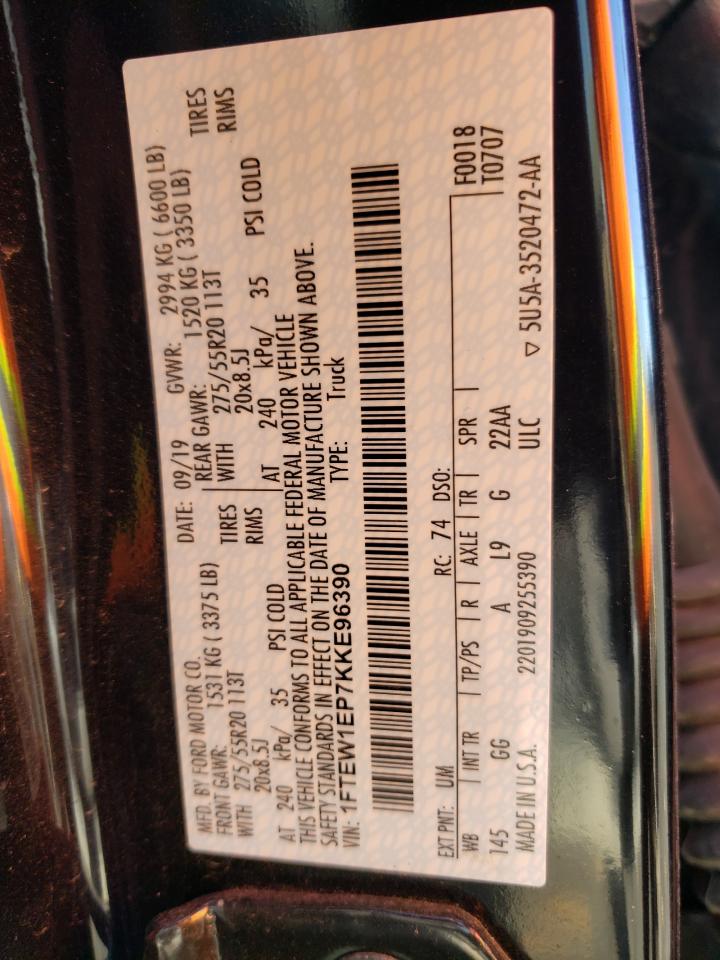 MFD. BY FORD MOTOR CO.
DATE: 09/19 GVWR: 2994 KG ( 6600 LB)
FRONT GAWR: 1531 KG ( 3375 LB) REAR GAWR: 1520 KG ( 3350 LB)
WITH 275/55R20 113T TIRES WITH 275/55R20 113T TIRES
20x8.5J RIMS 20x8.5J RIMS
AT 240 kPa/ 35 PSI COLD AT 240 kPa/ 35 PSI COLD
THIS VEHICLE CONFORMS TO ALL APPLICABLE FEDERAL MOTOR VEHICLE
SAFETY STANDARDS IN EFFECT ON THE DATE OF MANUFACTURE SHOWN ABOVE.
VIN: 1FTEW1EP7KKE96390 TYPE: Truck
EXT PNT: UM RC: 74 DSO: F0018
WB INT TR TP/PS R AXLE TR SPR T0707
145 GG A L9 G 22AA
MADE IN U.S.A. 2201909255390 ULC ▽ 5U5A-3520472-AA